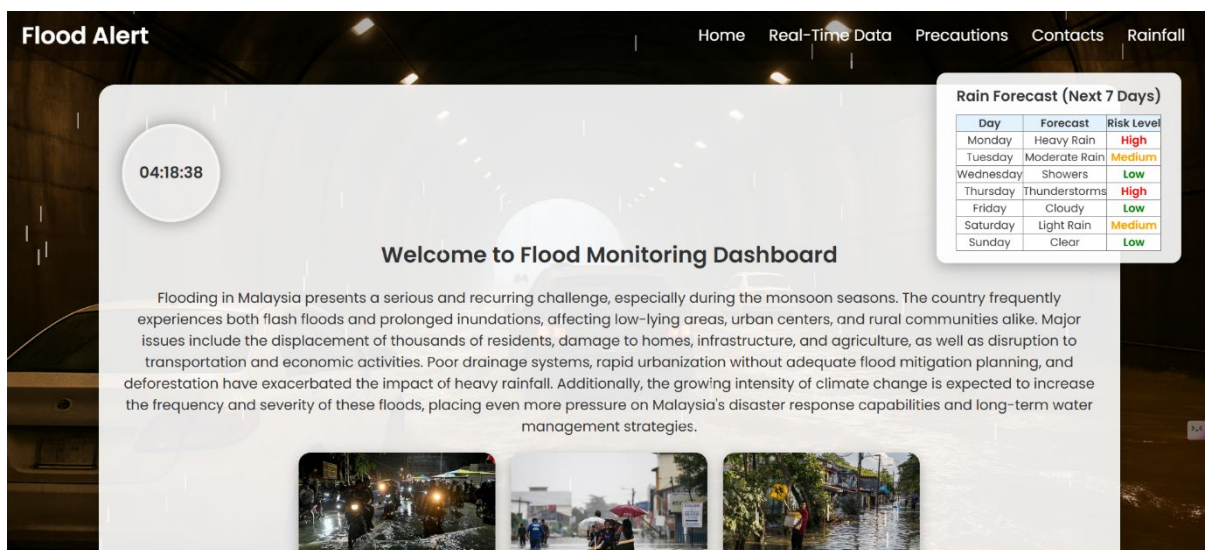 Flood Alert
Home Real-Time Data Precautions Contacts Rainfall
Rain Forecast (Next 7 Days)
Day Forecast Risk Level
Monday Heavy Rain High
Tuesday Moderate Rain Medium
Wednesday Showers Low
Thursday Thunderstorms High
Friday Cloudy Low
Saturday Light Rain Medium
Sunday Clear Low
04:18:38
Welcome to Flood Monitoring Dashboard
Flooding in Malaysia presents a serious and recurring challenge, especially during the monsoon seasons. The country frequently
experiences both flash floods and prolonged inundations, affecting low-lying areas, urban centers, and rural communities alike. Major
issues include the displacement of thousands of residents, damage to homes, infrastructure, and agriculture, as well as disruption to
transportation and economic activities. Poor drainage systems, rapid urbanization without adequate flood mitigation planning, and
deforestation have exacerbated the impact of heavy rainfall. Additionally, the growing intensity of climate change is expected to increase
the frequency and severity of these floods, placing even more pressure on Malaysia's disaster response capabilities and long-term water
management strategies.